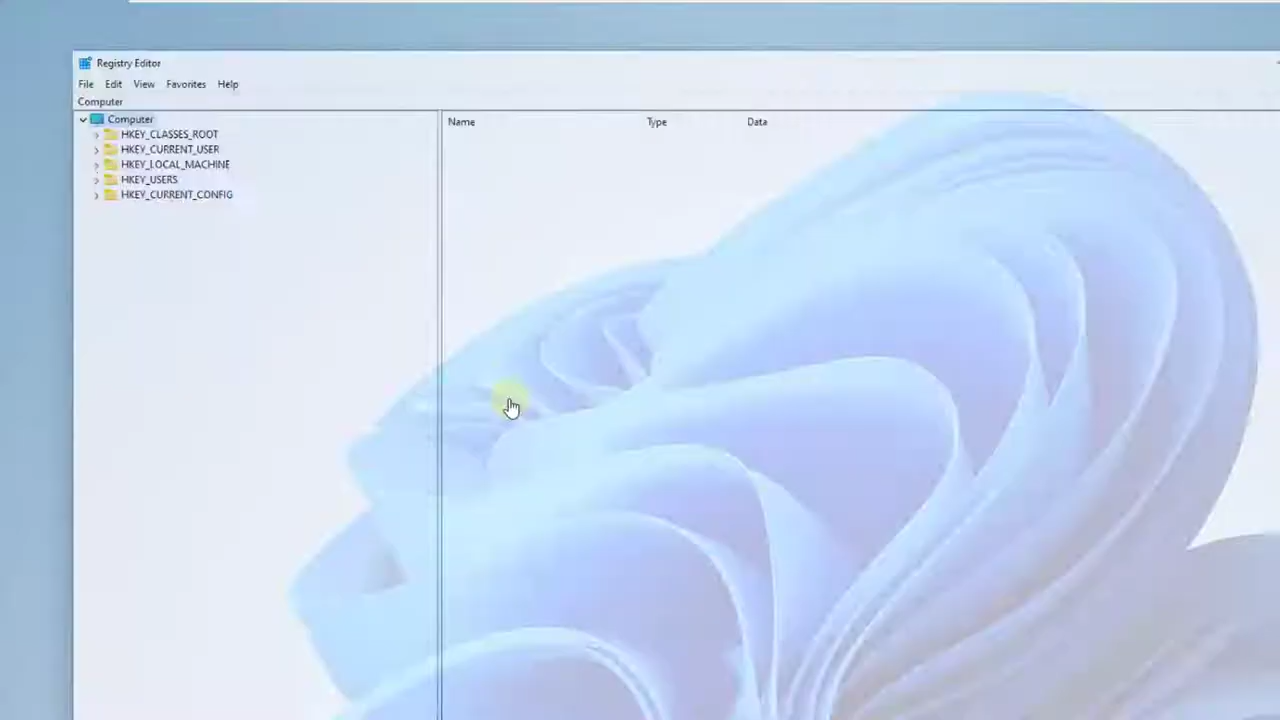 Registry Editor
File Edit View Favorites Help
Computer
Computer
HKEY_CLASSES_ROOT
HKEY_CURRENT_USER
HKEY_LOCAL_MACHINE
HKEY_USERS
HKEY_CURRENT_CONFIG
Name Type Data